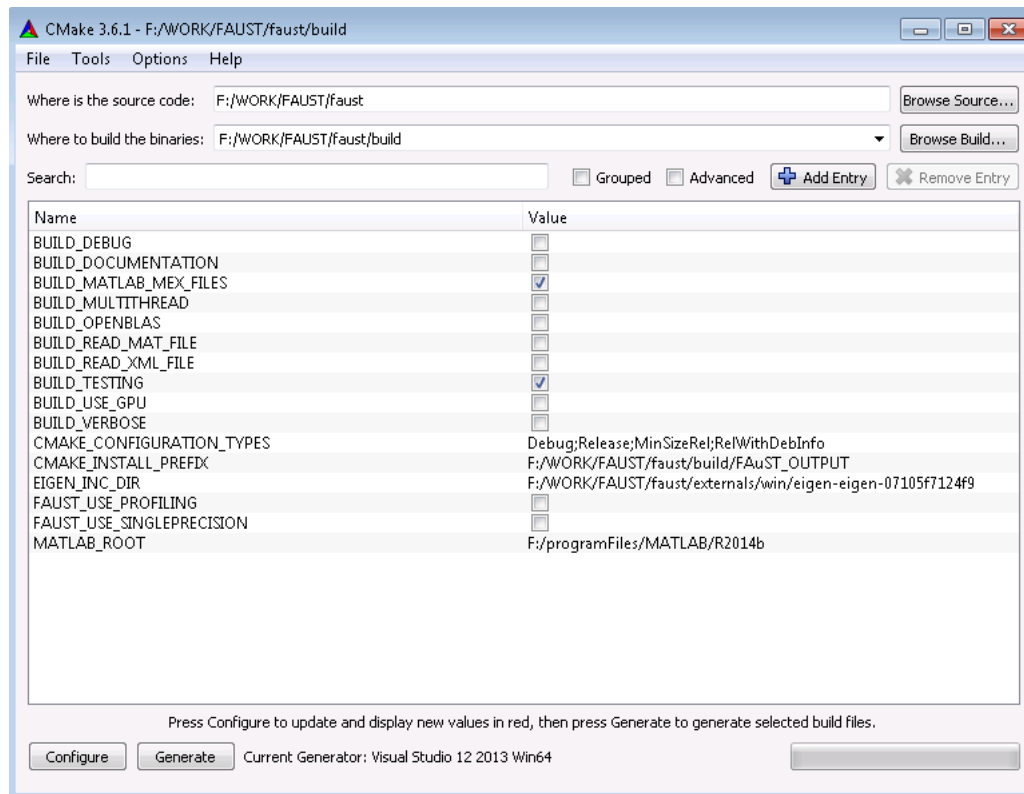 CMake 3.6.1 - F:/WORK/FAUST/faust/build
File Tools Options Help
Where is the source code: F:/WORK/FAUST/faust Browse Source...
Where to build the binaries: F:/WORK/FAUST/faust/build Browse Build...
Search: Grouped Advanced Add Entry Remove Entry
Name Value
BUILD_DEBUG
BUILD_DOCUMENTATION
BUILD_MATLAB_MEX_FILES
BUILD_MULTITHREAD
BUILD_OPENBLAS
BUILD_READ_MAT_FILE
BUILD_READ_XML_FILE
BUILD_TESTING
BUILD_USE_GPU
BUILD_VERBOSE
CMAKE_CONFIGURATION_TYPES Debug;Release;MinSizeRel;RelWithDebInfo
CMAKE_INSTALL_PREFIX F:/WORK/FAUST/faust/build/FAuST_OUTPUT
EIGEN_INC_DIR F:/WORK/FAUST/faust/externals/win/eigen-eigen-07105f7124f9
FAUST_USE_PROFILING
FAUST_USE_SINGLEPRECISION
MATLAB_ROOT F:/programFiles/MATLAB/R2014b
Press Configure to update and display new values in red, then press Generate to generate selected build files.
Configure Generate Current Generator: Visual Studio 12 2013 Win64